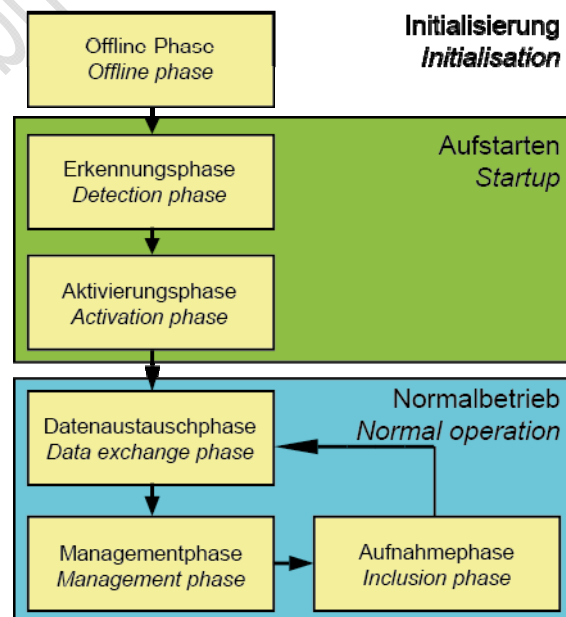 Offline Phase
Offline phase
Initialisierung
Initialisation
Aufstarten
Startup
Erkennungsphase
Detection phase
Aktivierungsphase
Activation phase
Normalbetrieb
Normal operation
Datenaustauschphase
Data exchange phase
Managementphase
Management phase
Aufnahmephase
Inclusion phase